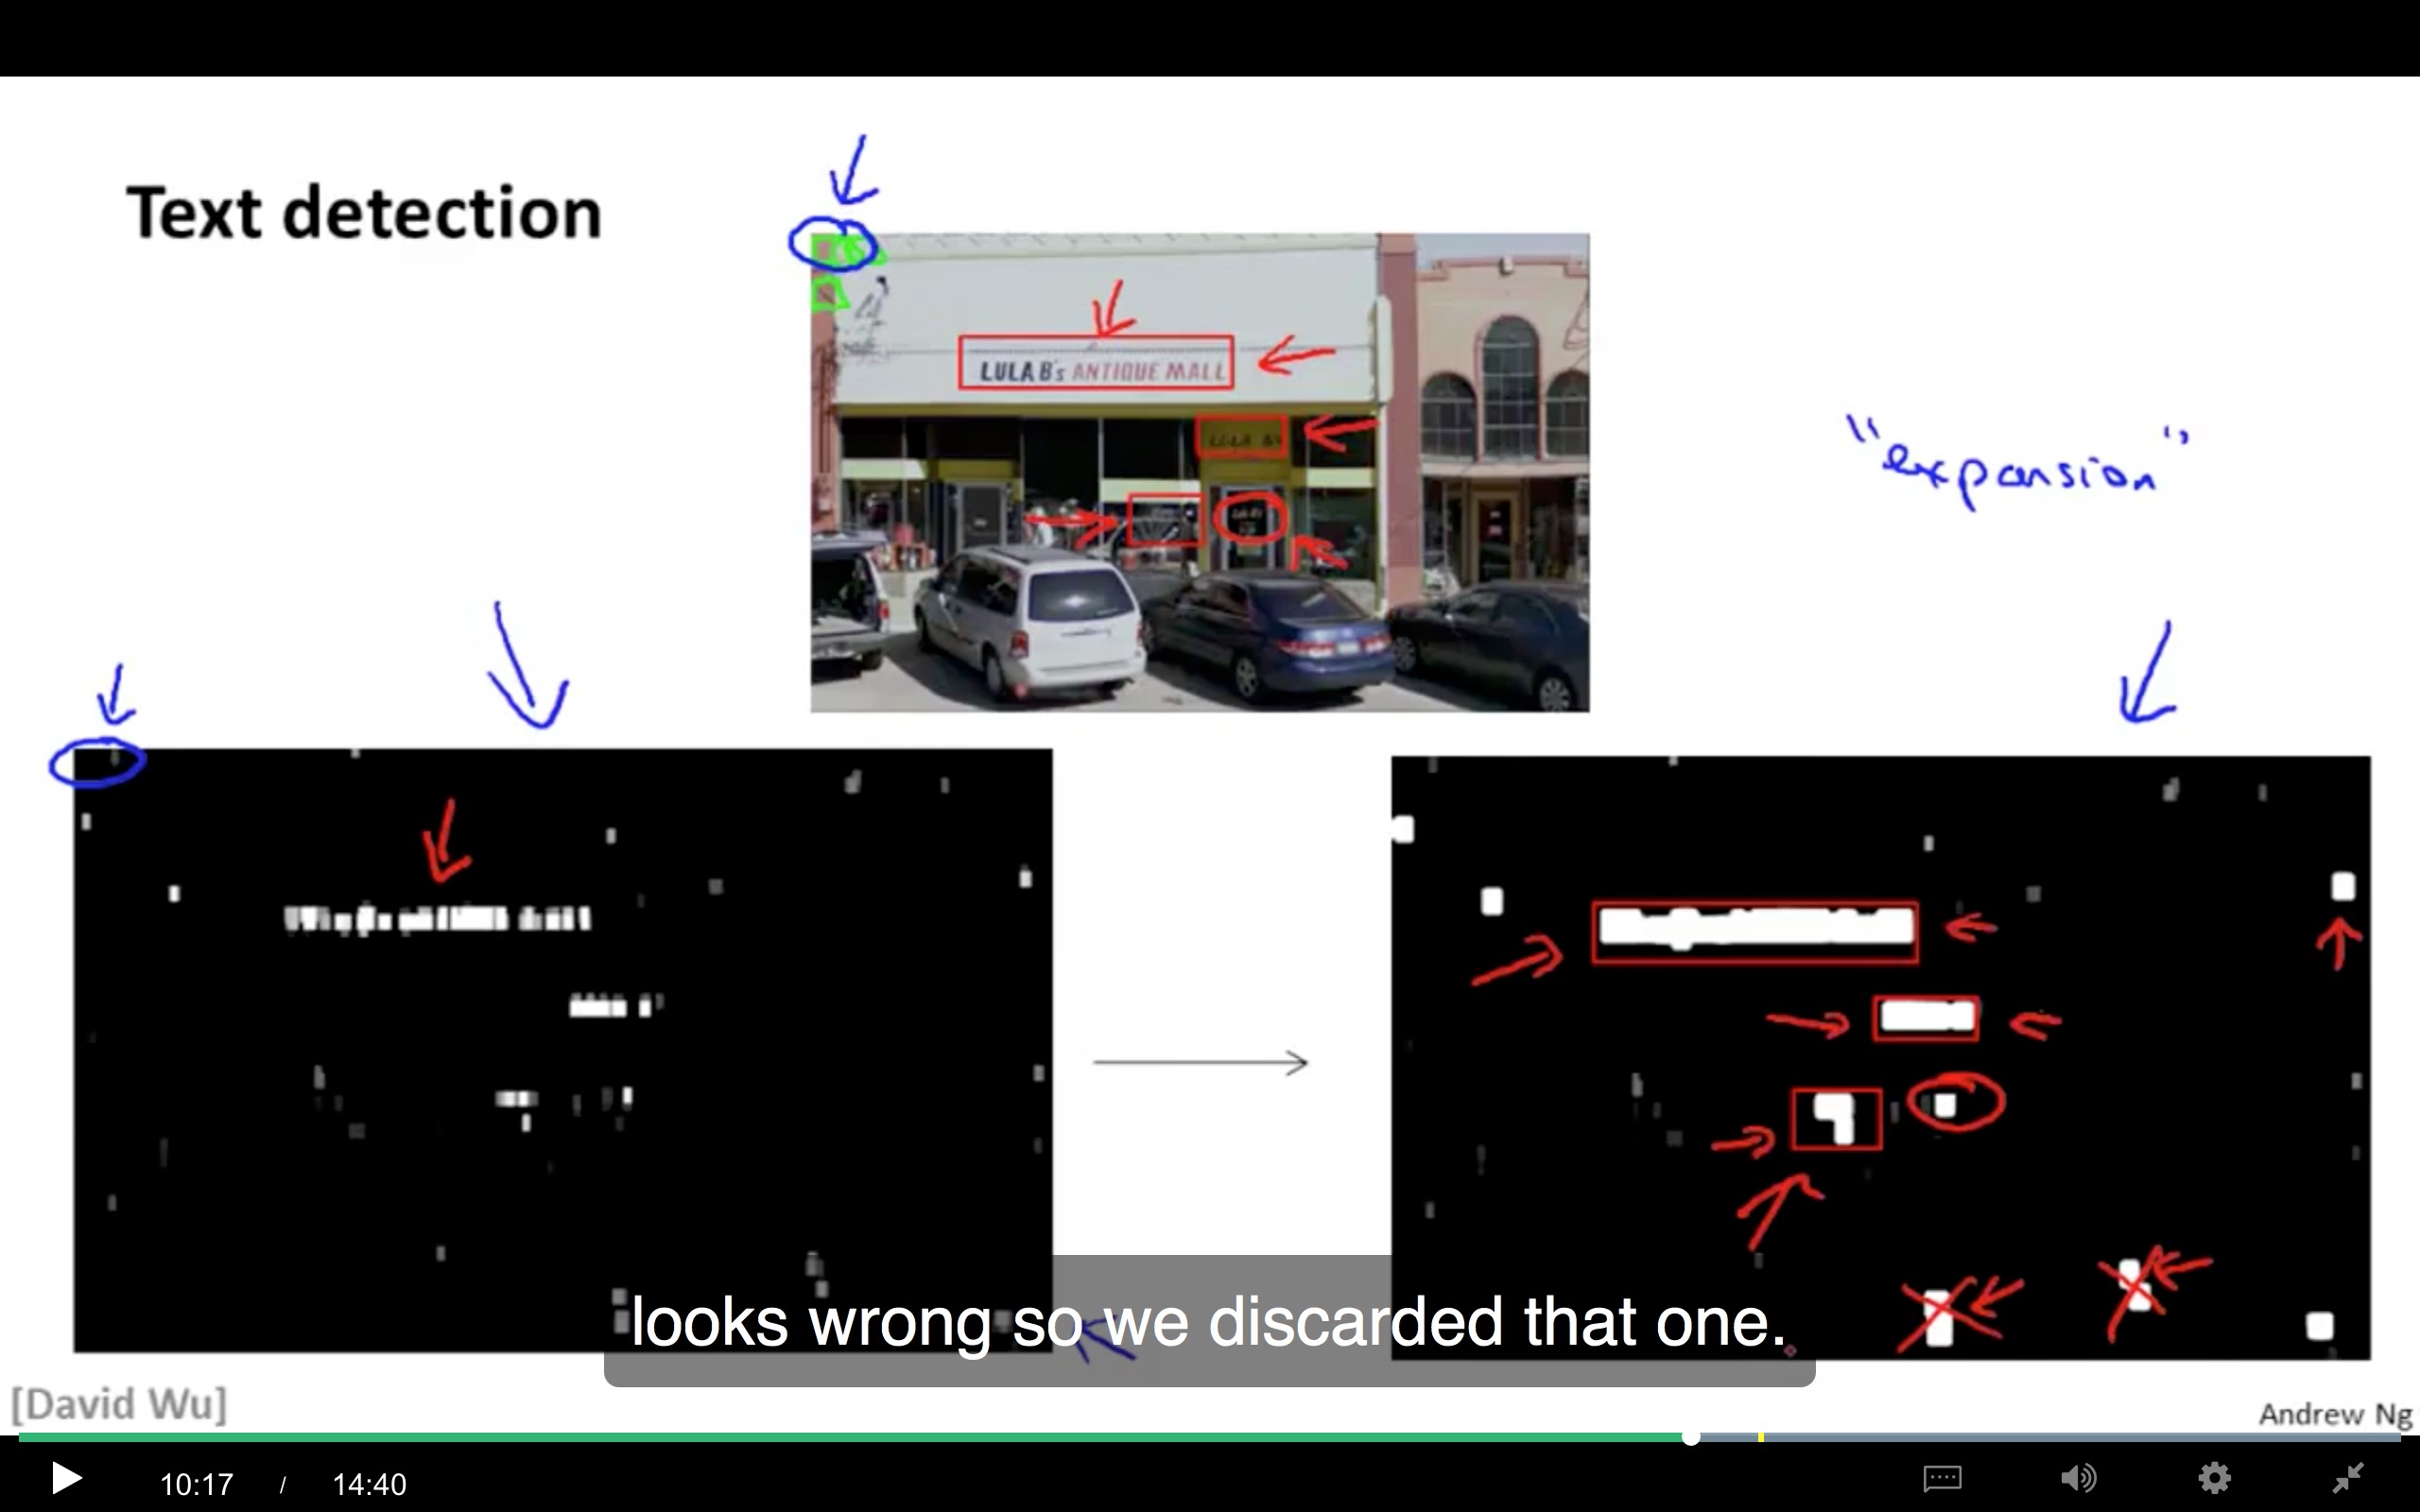 Text detection
LULA B's ANTIQUE MALL
LULA B's
"expansion"
looks wrong so we discarded that one.
[David Wu]
Andrew Ng
10:17 / 14:40